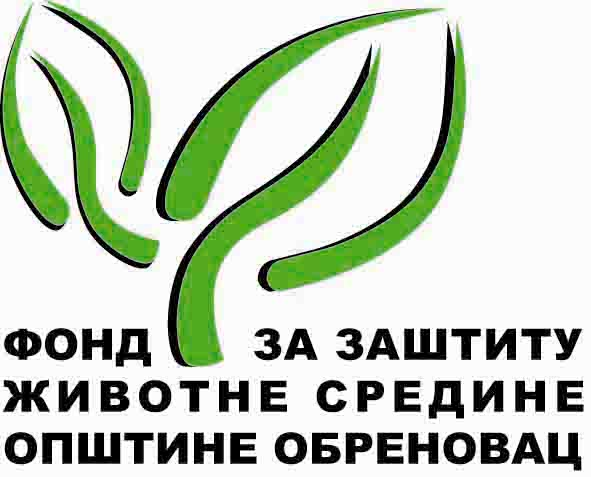 ФОНД ЗА ЗАШТИТУ
ЖИВОТНЕ СРЕДИНЕ
ОПШТИНЕ ОБРЕНОВАЦ